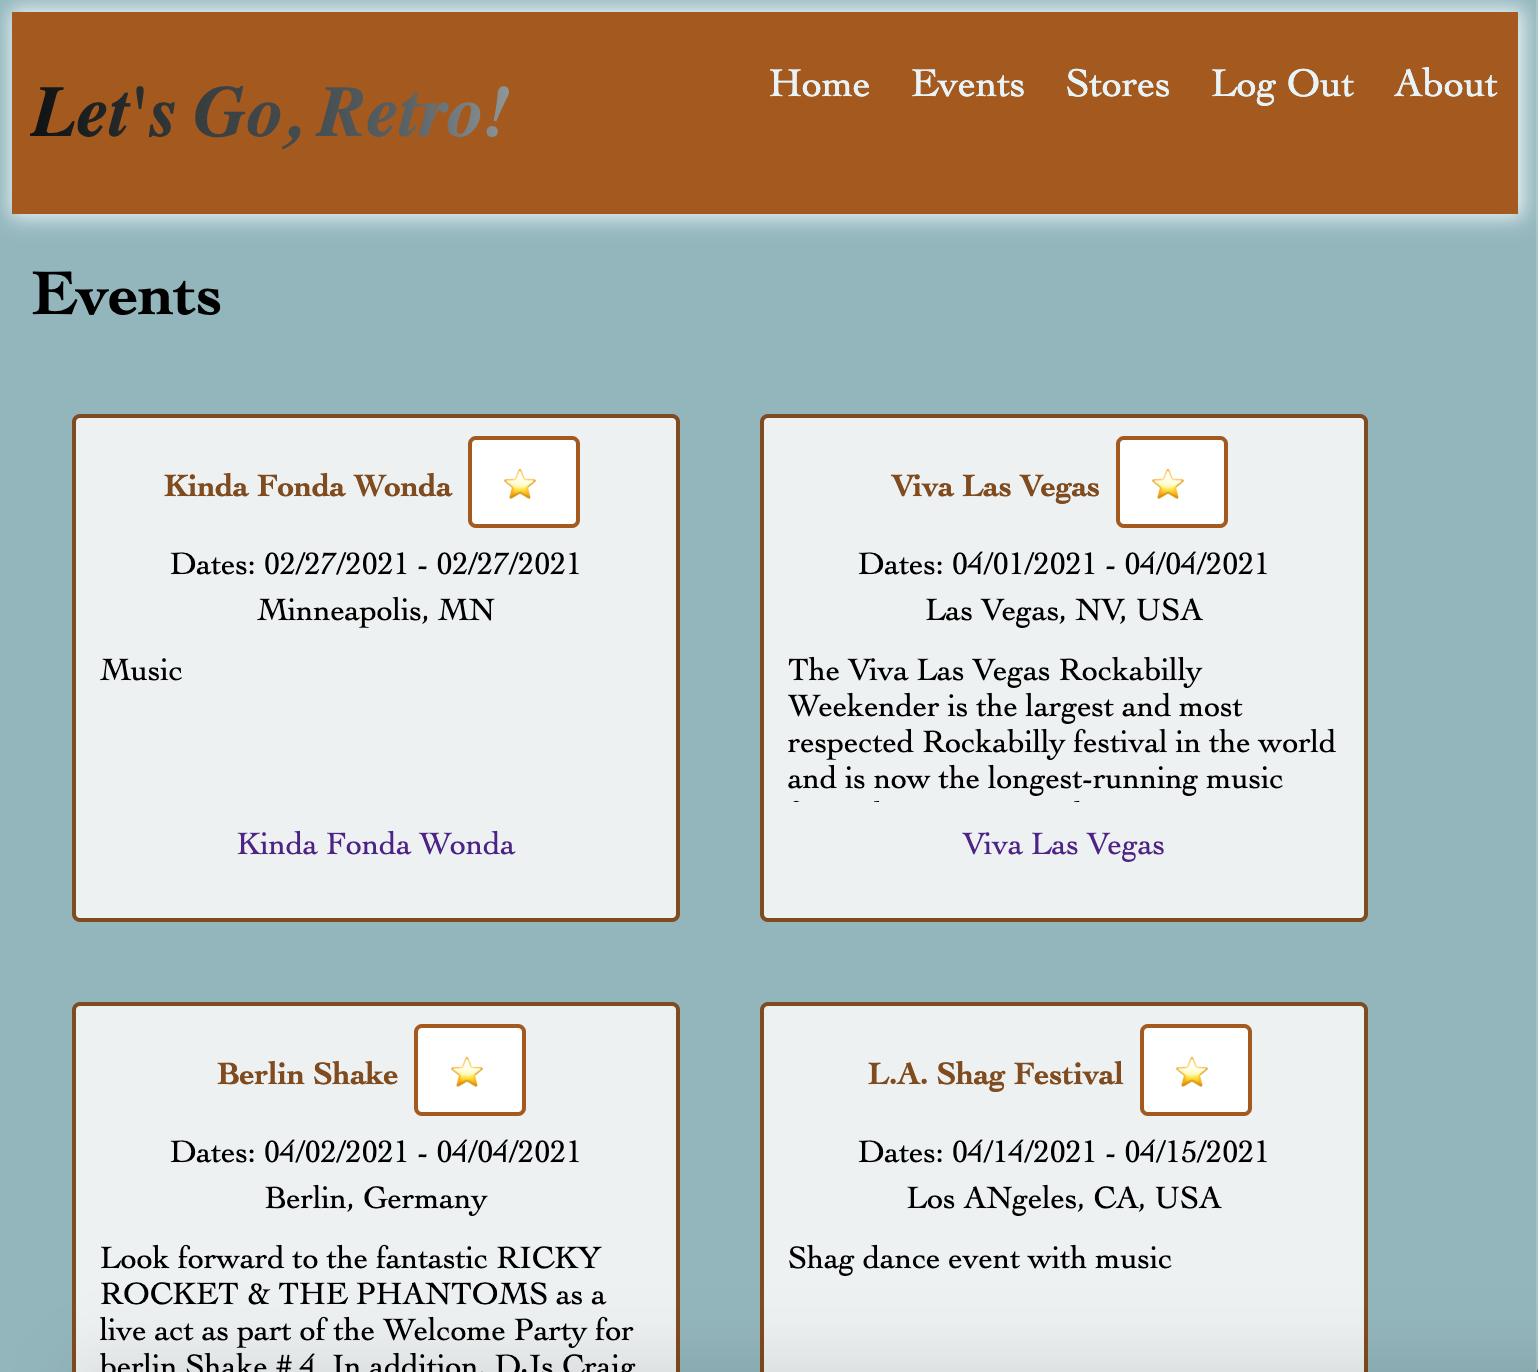 Let's Go, Retro!
Home Events Stores Log Out About
Events
Kinda Fonda Wonda
Dates: 02/27/2021 - 02/27/2021
Minneapolis, MN
Music
Kinda Fonda Wonda
Viva Las Vegas
Dates: 04/01/2021 - 04/04/2021
Las Vegas, NV, USA
The Viva Las Vegas Rockabilly
Weekender is the largest and most
respected Rockabilly festival in the world
and is now the longest-running music
Viva Las Vegas
Berlin Shake
Dates: 04/02/2021 - 04/04/2021
Berlin, Germany
Look forward to the fantastic RICKY
ROCKET & THE PHANTOMS as a
live act as part of the Welcome Party for
berlin Shake # 4. In addition, DJs Craig
L.A. Shag Festival
Dates: 04/14/2021 - 04/15/2021
Los ANgeles, CA, USA
Shag dance event with music